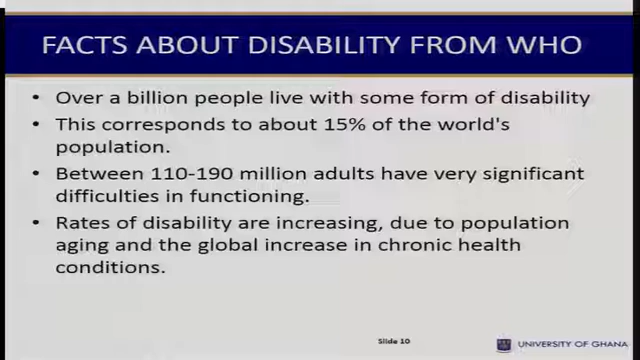 FACTS ABOUT DISABILITY FROM WHO
• Over a billion people live with some form of disability
• This corresponds to about 15% of the world's
population.
• Between 110-190 million adults have very significant
difficulties in functioning.
• Rates of disability are increasing, due to population
aging and the global increase in chronic health
conditions.
Slide 10
UNIVERSITY OF GHANA